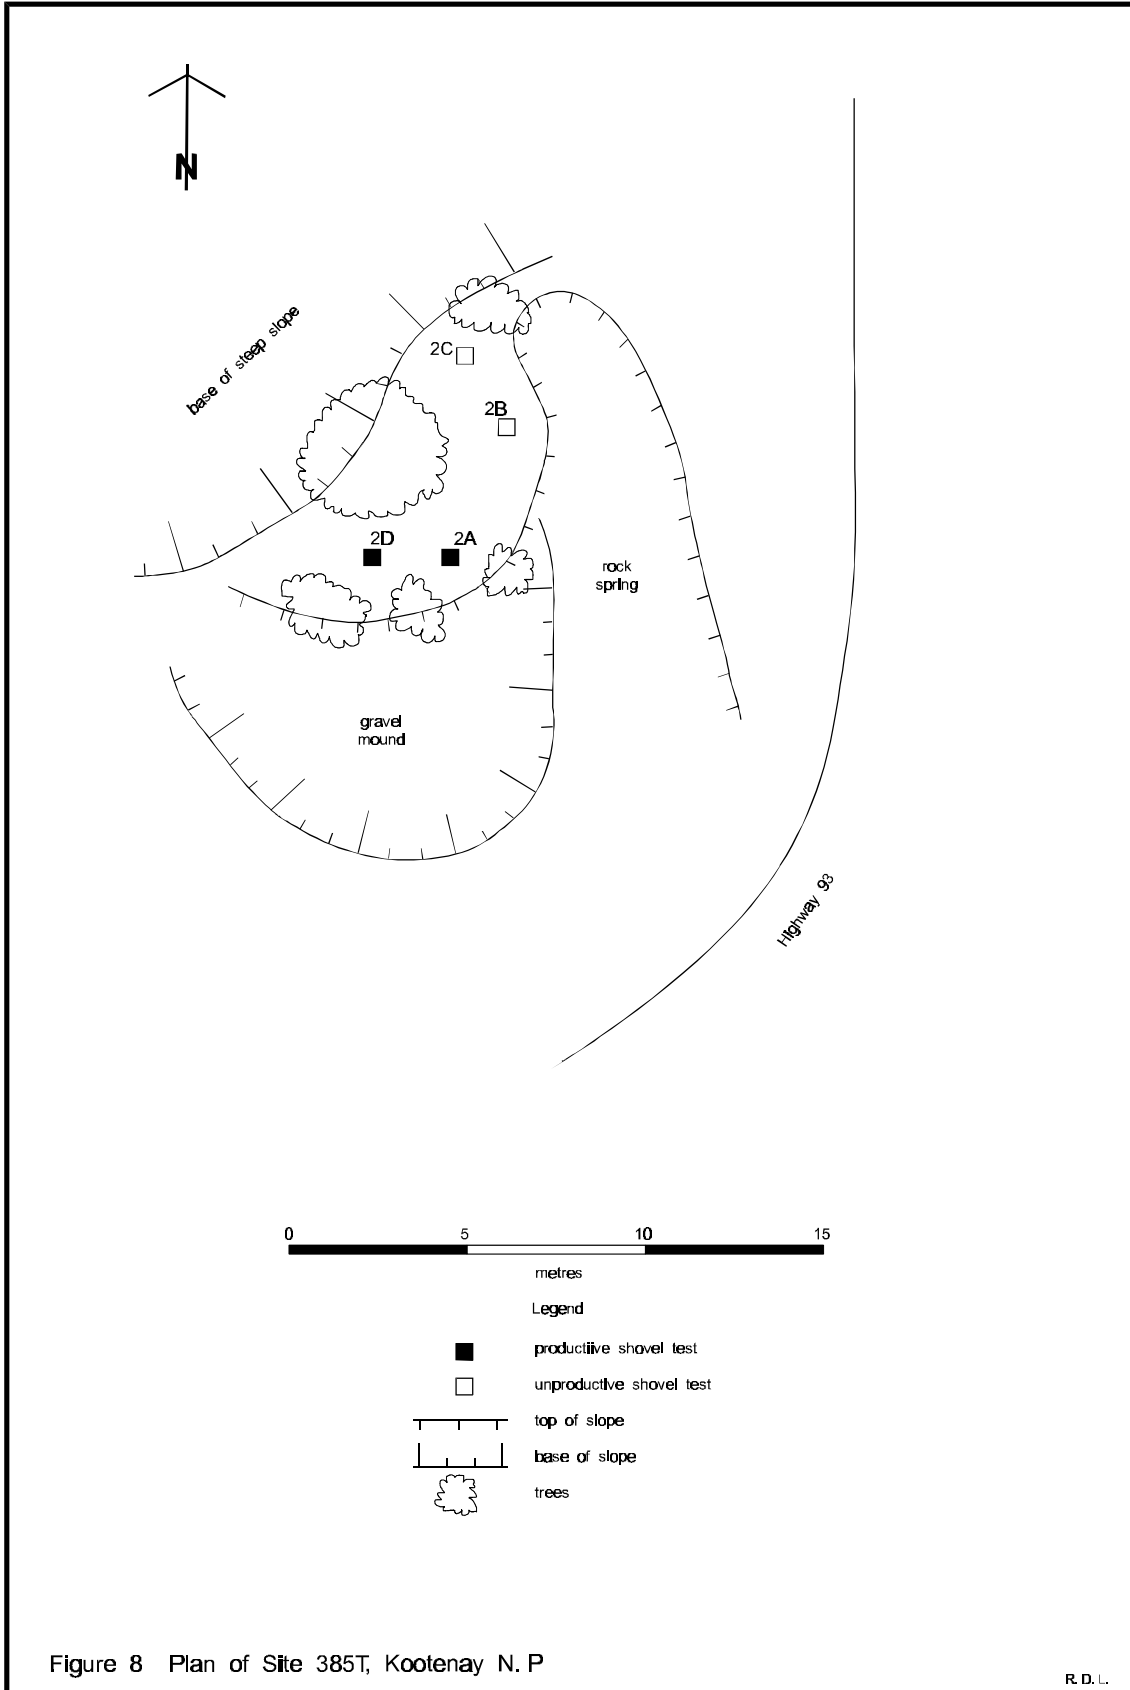 N
base of steep slope
2C
2B
2D
2A
rock
spring
gravel
mound
Highway 93
0 5 10 15
metres
Legend
productiive shovel test
unproductive shovel test
top of slope
base of slope
trees
Figure 8 Plan of Site 385T, Kootenay N. P
R. D. L.